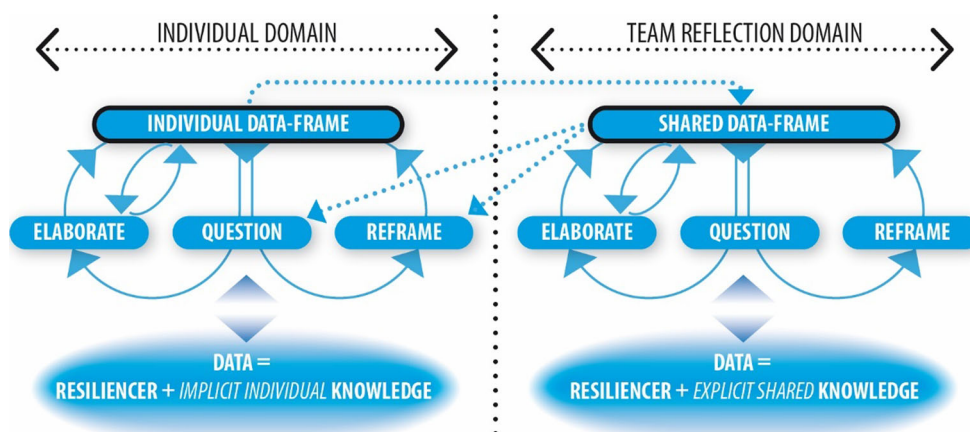 INDIVIDUAL DOMAIN
TEAM REFLECTION DOMAIN
INDIVIDUAL DATA-FRAME
SHARED DATA-FRAME
ELABORATE
QUESTION
REFRAME
ELABORATE
QUESTION
REFRAME
DATA =
RESILIENCER + IMPLICIT INDIVIDUAL KNOWLEDGE
DATA =
RESILIENCER + EXPLICIT SHARED KNOWLEDGE